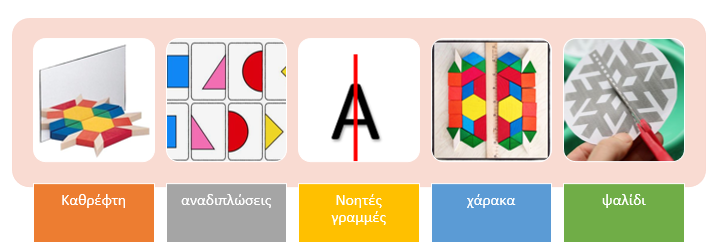 A
Καθρέφτη
αναδιπλώσεις
Νοητές
γραμμές
χάρακα
ψαλίδι